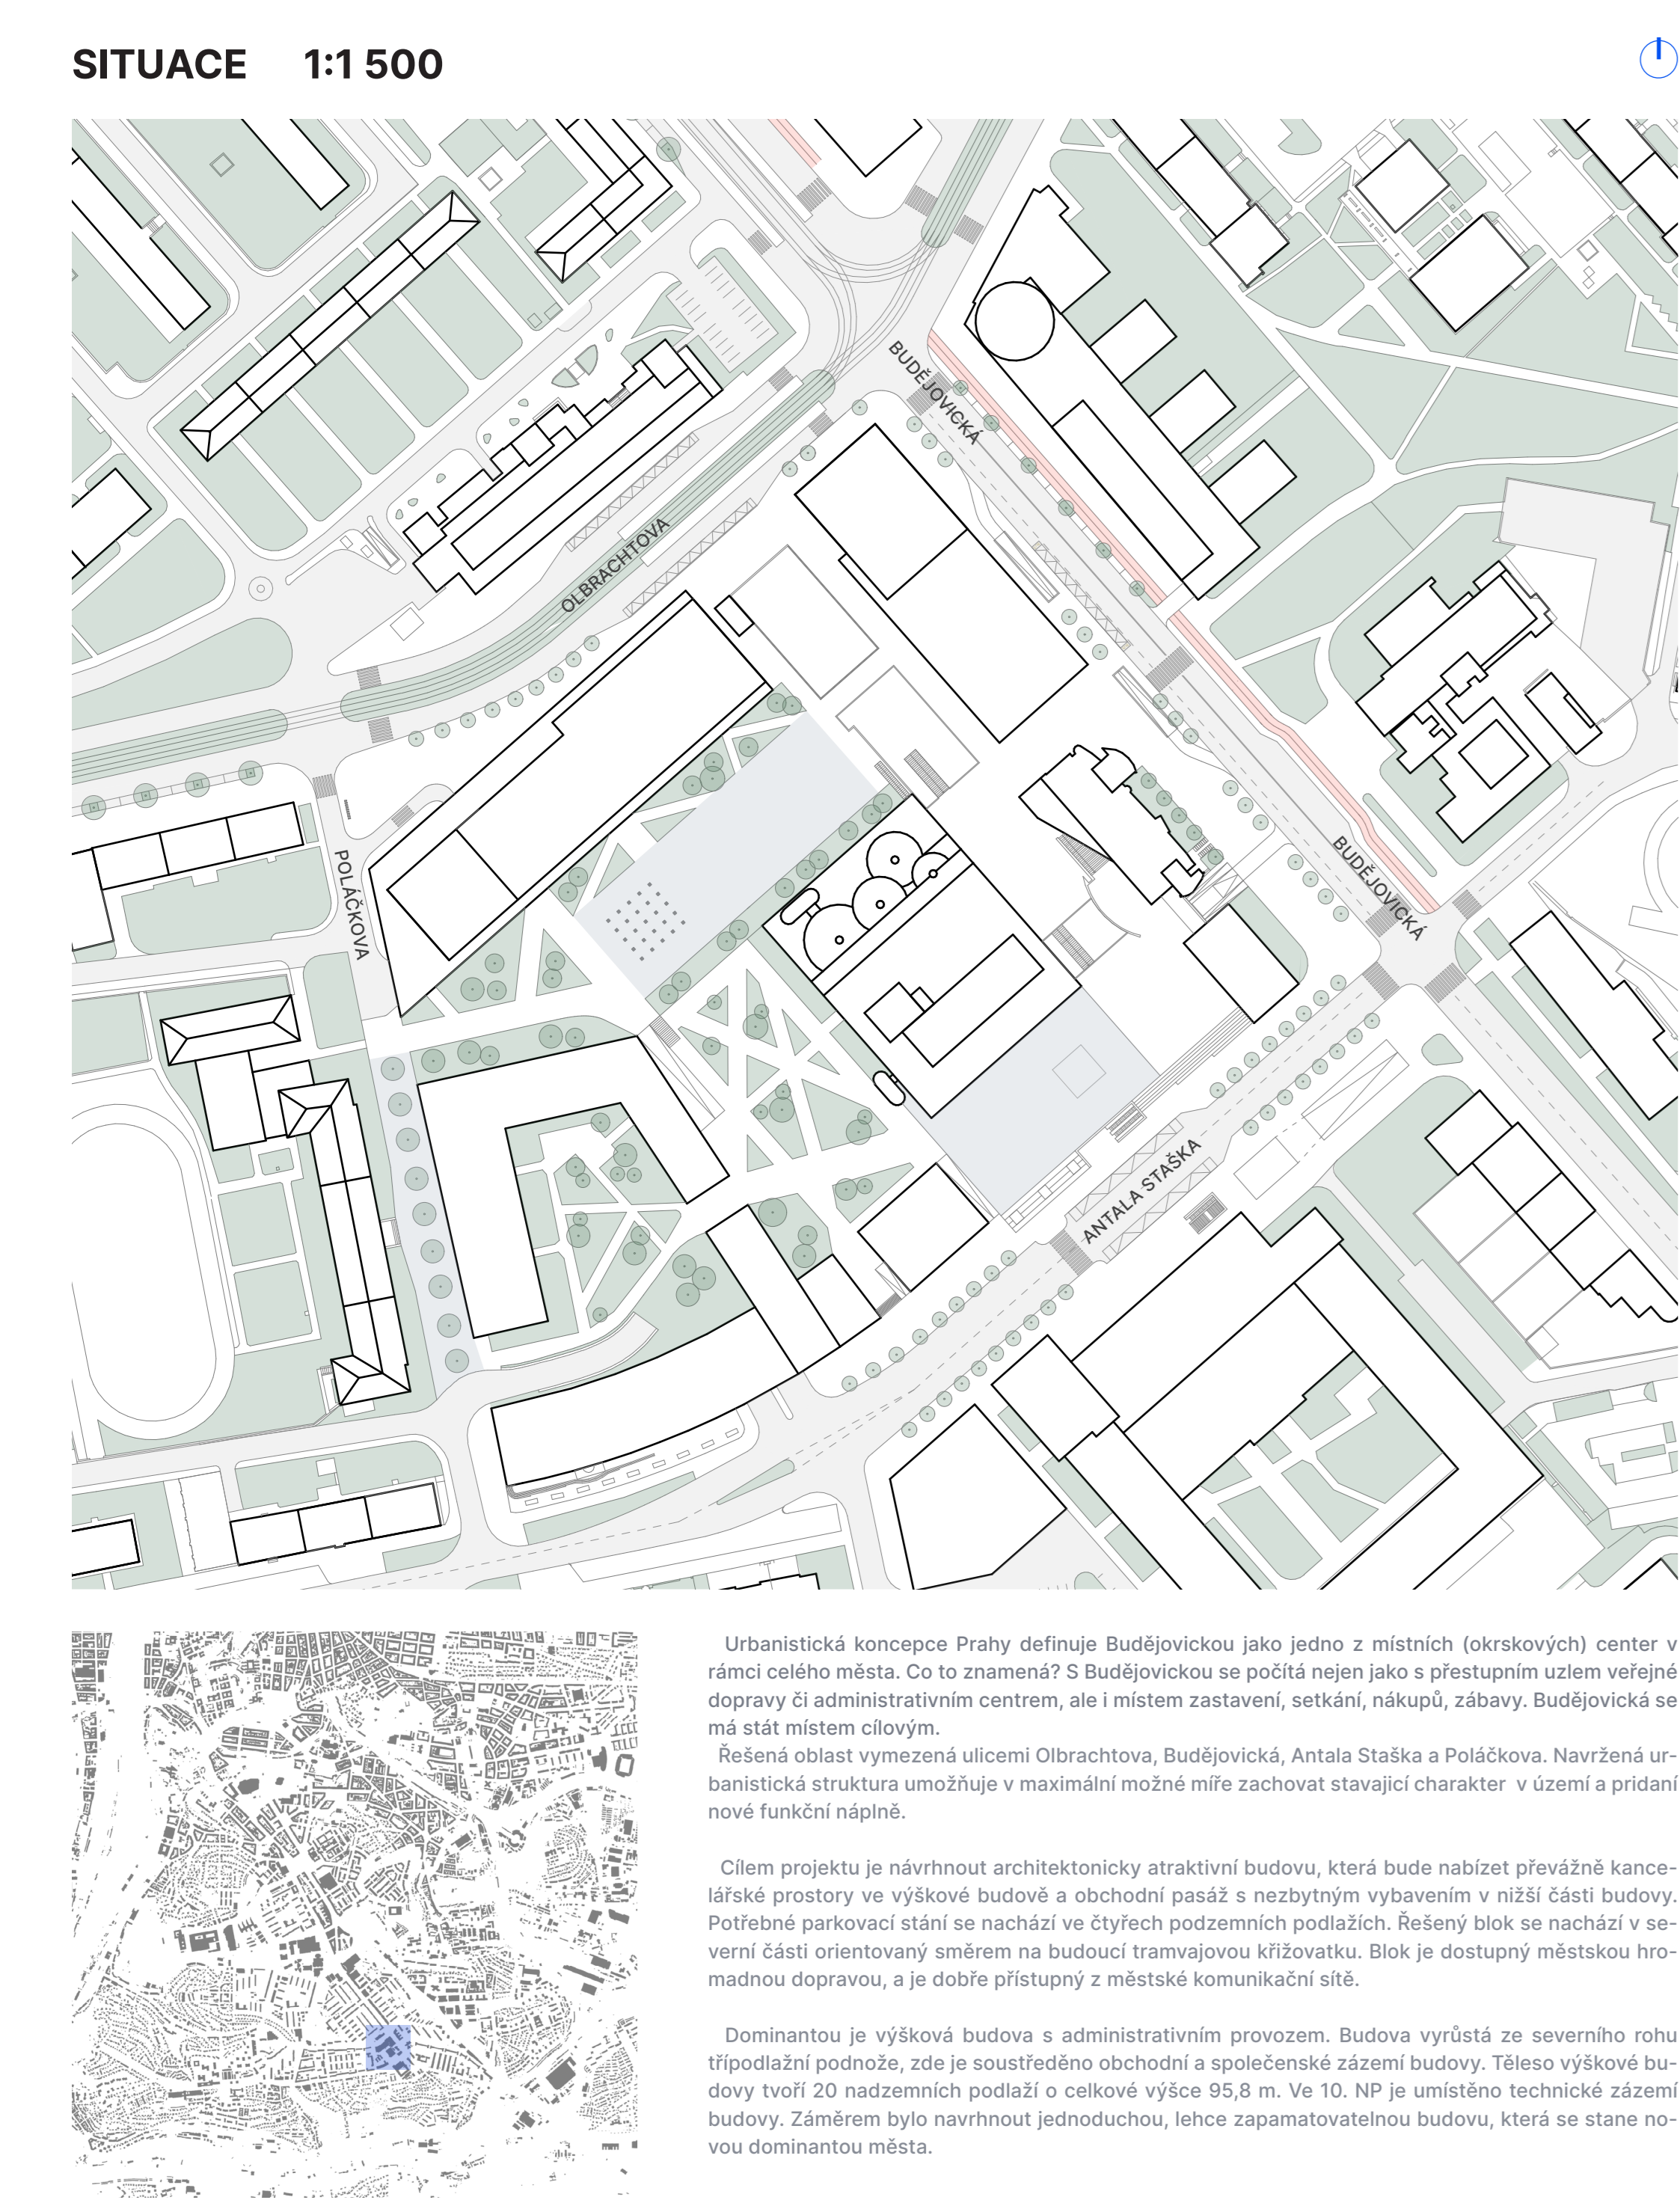 SITUACE 1:1 500
BUDĚJOVICKÁ
OLBRACHTOVA
POLÁČKOVA
BUDĚJOVICKÁ
ANTALA STAŠKA
Urbanistická koncepce Prahy definuje Budějovickou jako jedno z místních (okrskových) center v
rámci celého města. Co to znamená? S Budějovickou se počítá nejen jako s přestupním uzlem veřejné
dopravy či administrativním centrem, ale i místem zastavení, setkání, nákupů, zábavy. Budějovická se
má stát místem cílovým.
Řešená oblast vymezená ulicemi Olbrachtova, Budějovická, Antala Staška a Poláčkova. Navržená ur-
banistická struktura umožňuje v maximální možné míře zachovat stavajicí charakter v území a pridaní
nové funkční náplně.
Cílem projektu je návrhnout architektonicky atraktivní budovu, která bude nabízet převážně kance-
lářské prostory ve výškové budově a obchodní pasáž s nezbytným vybavením v nižší části budovy.
Potřebné parkovací stání se nachází ve čtyřech podzemních podlažích. Řešený blok se nachází v se-
verní části orientovaný směrem na budoucí tramvajovou křižovatku. Blok je dostupný městskou hro-
madnou dopravou, a je dobře přístupný z městské komunikační sítě.
Dominantou je výšková budova s administrativním provozem. Budova vyrůstá ze severního rohu
třípodlažní podnože, zde je soustředěno obchodní a společenské zázemí budovy. Těleso výškové bu-
dovy tvoří 20 nadzemních podlaží o celkové výšce 95,8 m. Ve 10. NP je umístěno technické zázemí
budovy. Záměrem bylo navrhnout jednoduchou, lehce zapamatovatelnou budovu, která se stane no-
vou dominantou města.